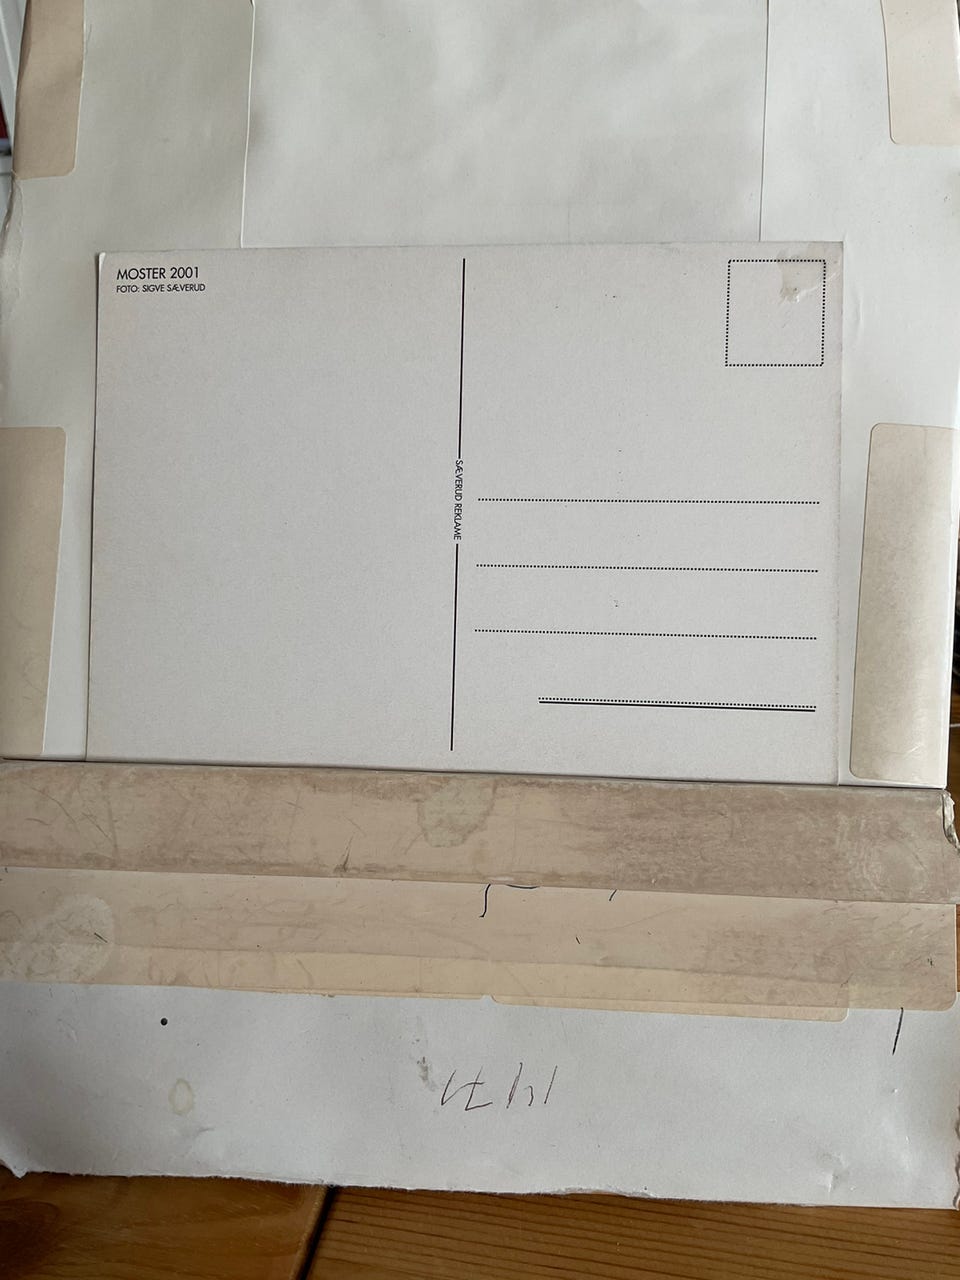 MOSTER 2001
FOTO: SIGVE SÆVERUD
SÆVERUD REKLAME